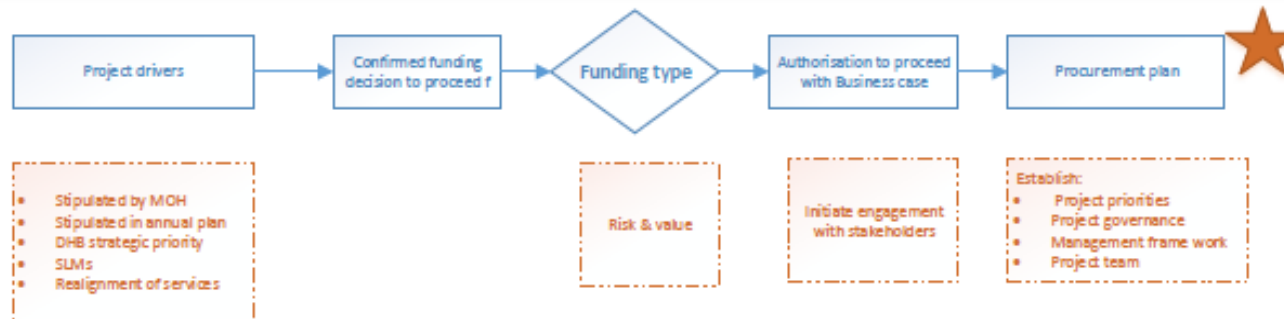 Project drivers
Confirmed funding
decision to proceed f
Funding type
Authorisation to proceed
with Business case
Procurement plan
• Stipulated by MOH
• Stipulated in annual plan
• DHB strategic priority
• SLMs
• Realignment of services
Risk & value
Initiate engagement
with stakeholders
Establish:
• Project priorities
• Project governance
• Management frame work
• Project team